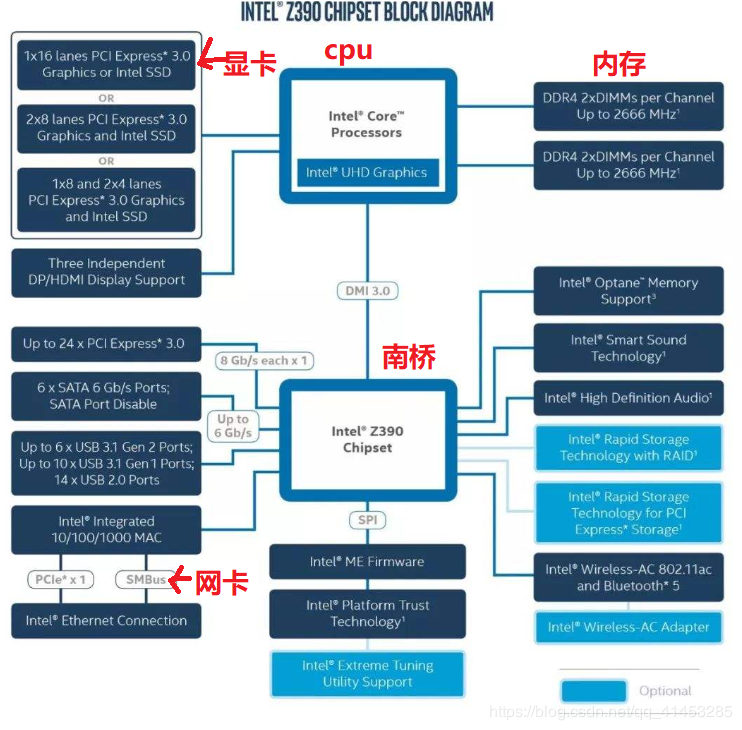 INTEL® Z390 CHIPSET BLOCK DIAGRAM
1x16 lanes PCI Express* 3.0
Graphics or Intel SSD
显卡
OR
2x8 lanes PCI Express* 3.0
Graphics and Intel SSD
OR
1x8 and 2x4 lanes
PCI Express* 3.0 Graphics
and Intel SSD
Three Independent
DP/HDMI Display Support
cpu
Intel® Core™
Processors
Intel® UHD Graphics
内存
DDR4 2xDIMMs per Channel
Up to 2666 MHz¹
DDR4 2xDIMMs per Channel
Up to 2666 MHz¹
DMI 3.0
南桥
Up to 24 x PCI Express* 3.0
8 Gb/s each x 1
6 x SATA 6 Gb/s Ports;
SATA Port Disable
Up to
6 Gb/s
Up to 6 x USB 3.1 Gen 2 Ports;
Up to 10 x USB 3.1 Gen 1 Ports;
14 x USB 2.0 Ports
Intel® Integrated
10/100/1000 MAC
PCIe* x 1
SMBus
网卡
Intel® Ethernet Connection
Intel® Z390
Chipset
SPI
Intel® ME Firmware
Intel® Platform Trust
Technology¹
Intel® Extreme Tuning
Utility Support
Intel® Optane™ Memory
Support³
Intel® Smart Sound
Technology¹
Intel® High Definition Audio¹
Intel® Rapid Storage
Technology with RAID¹
Intel® Rapid Storage
Technology for PCI
Express* Storage¹
Intel® Wireless-AC 802.11ac
and Bluetooth* 5
Intel® Wireless-AC Adapter
Optional
https://blog.csdn.net/qq_41453285